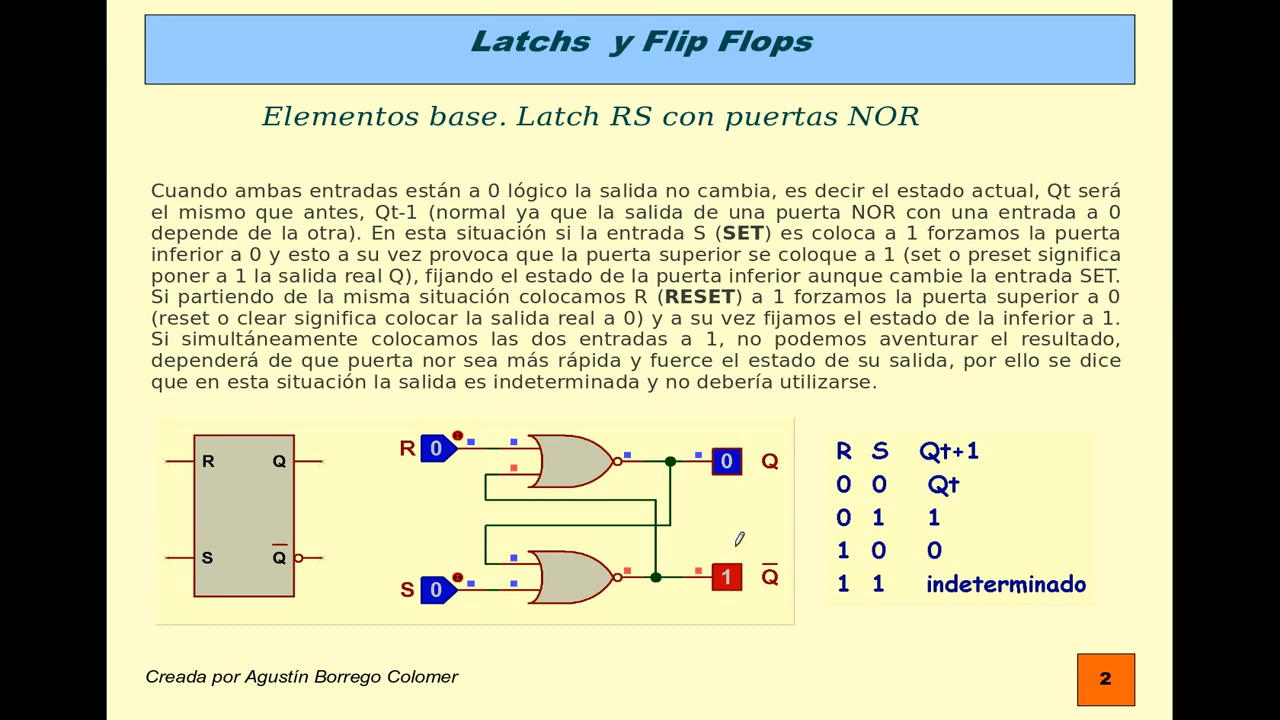 Latchs y Flip Flops
Elementos base. Latch RS con puertas NOR
Cuando ambas entradas están a 0 lógico la salida no cambia, es decir el estado actual, Qt será
el mismo que antes, Qt-1 (normal ya que la salida de una puerta NOR con una entrada a 0
depende de la otra). En esta situación si la entrada S (SET) es coloca a 1 forzamos la puerta
inferior a 0 y esto a su vez provoca que la puerta superior se coloque a 1 (set o preset significa
poner a 1 la salida real Q), fijando el estado de la puerta inferior aunque cambie la entrada SET.
Si partiendo de la misma situación colocamos R (RESET) a 1 forzamos la puerta superior a 0
(reset o clear significa colocar la salida real a 0) y a su vez fijamos el estado de la inferior a 1.
Si simultáneamente colocamos las dos entradas a 1, no podemos aventurar el resultado,
dependerá de que puerta nor sea más rápida y fuerce el estado de su salida, por ello se dice
que en esta situación la salida es indeterminada y no debería utilizarse.
R Q
S Q̅
R 0 0 Q
S 0 1 Q̅
R S Qt+1
0 0 Qt
0 1 1
1 0 0
1 1 indeterminado
Creada por Agustín Borrego Colomer
2